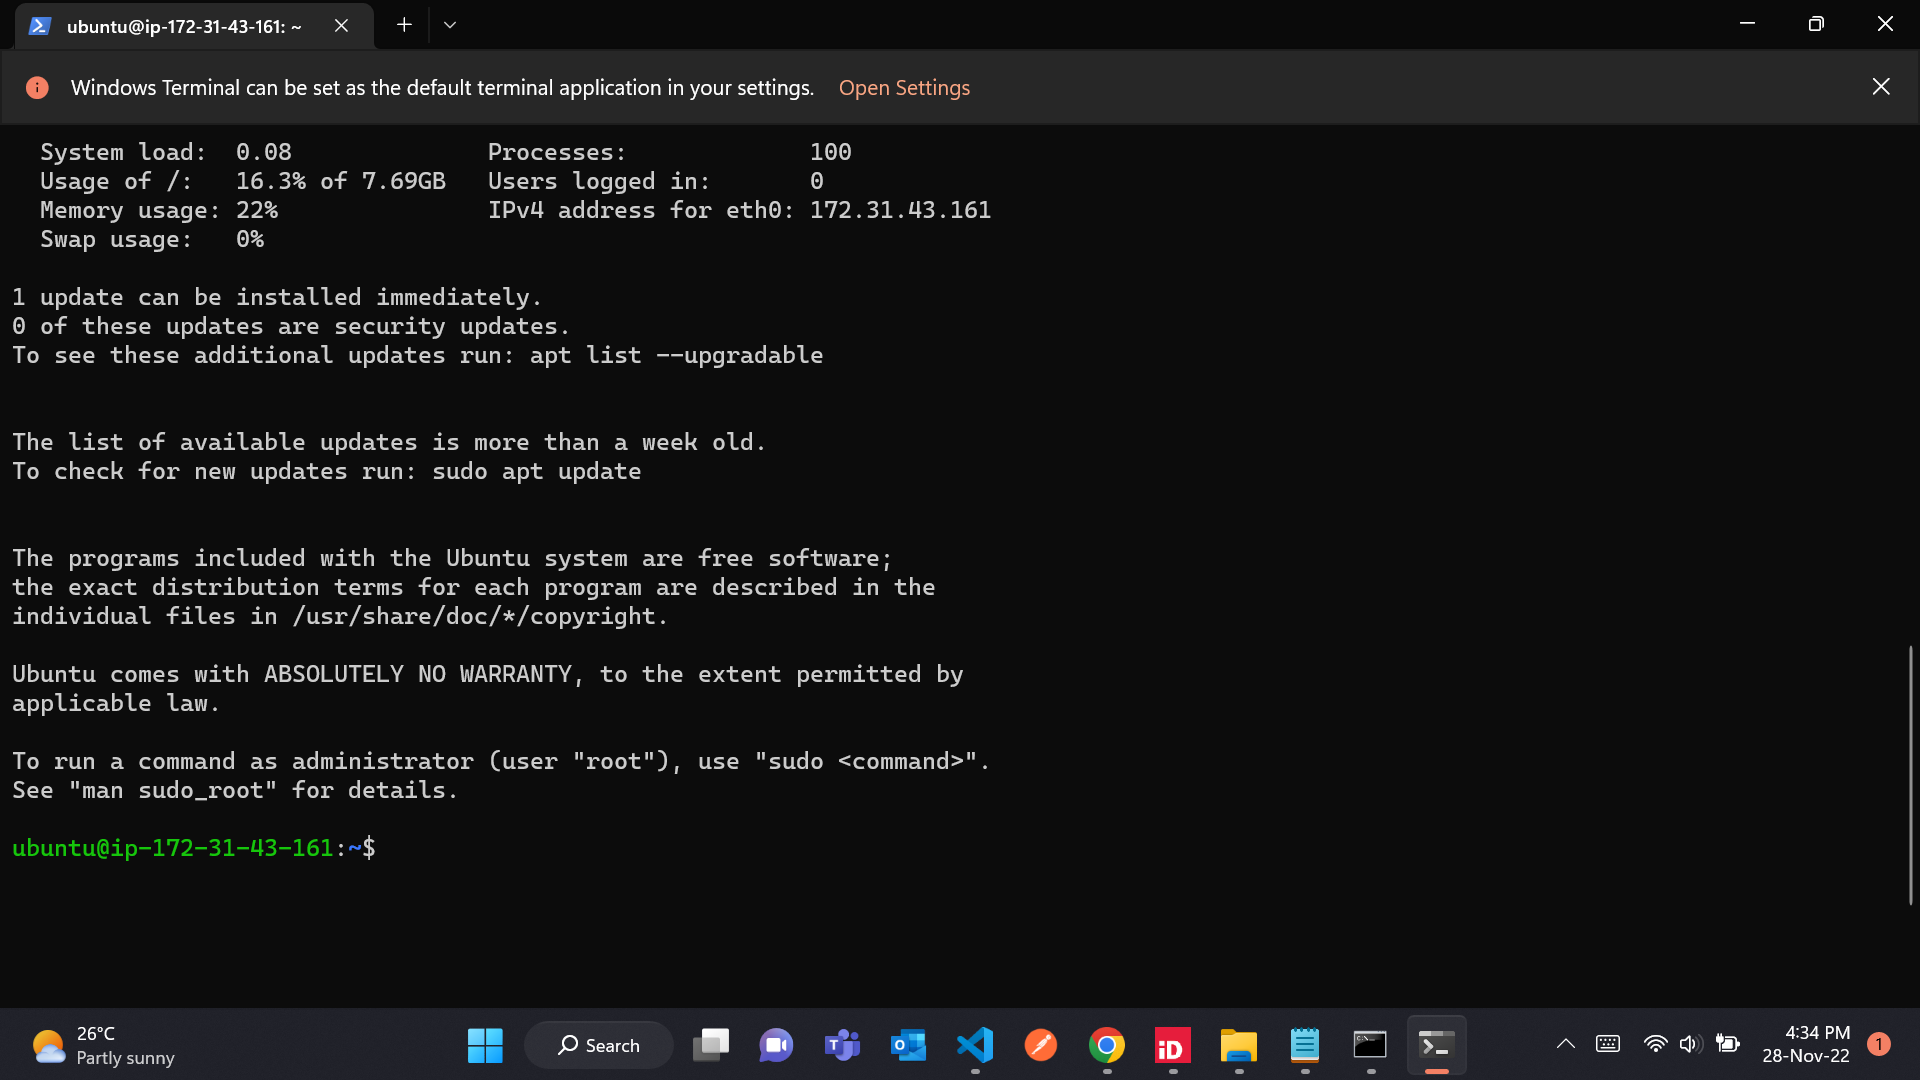 ubuntu@ip-172-31-43-161: ~
Windows Terminal can be set as the default terminal application in your settings. Open Settings
System load: 0.08 Processes: 100
Usage of /: 16.3% of 7.69GB Users logged in: 0
Memory usage: 22% IPv4 address for eth0: 172.31.43.161
Swap usage: 0%
1 update can be installed immediately.
0 of these updates are security updates.
To see these additional updates run: apt list --upgradable
The list of available updates is more than a week old.
To check for new updates run: sudo apt update
The programs included with the Ubuntu system are free software;
the exact distribution terms for each program are described in the
individual files in /usr/share/doc/*/copyright.
Ubuntu comes with ABSOLUTELY NO WARRANTY, to the extent permitted by
applicable law.
To run a command as administrator (user "root"), use "sudo <command>".
See "man sudo_root" for details.
ubuntu@ip-172-31-43-161:~$
26°C
Partly sunny
Search
iD
4:34 PM
28-Nov-22
1